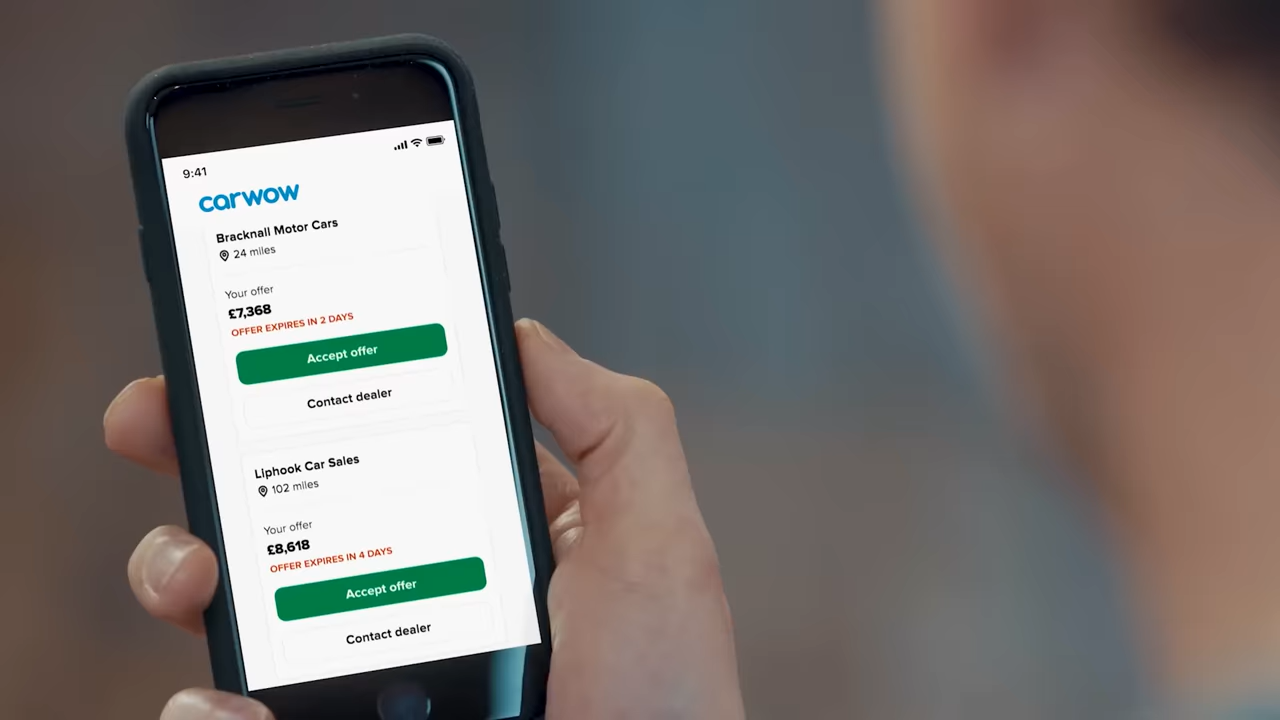 9:41
carwow
Bracknall Motor Cars
24 miles
Your offer
£7,368
OFFER EXPIRES IN 2 DAYS
Accept offer
Contact dealer
Liphook Car Sales
102 miles
Your offer
£8,618
OFFER EXPIRES IN 4 DAYS
Accept offer
Contact dealer